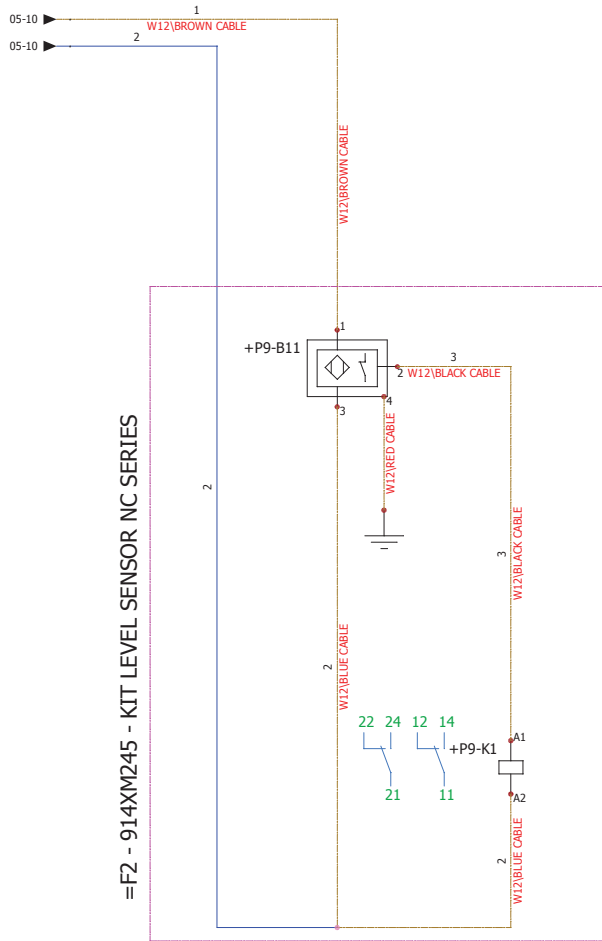 1
05-10
W12\BROWN CABLE
2
05-10
W12\BROWN CABLE
1
+P9-B11
3
2
W12\BLACK CABLE
4
3
W12\RED CABLE
=F2 - 914XM245 - KIT LEVEL SENSOR NC SERIES
2
3
W12\BLACK CABLE
2
W12\BLUE CABLE
22 24 12 14
+P9-K1
A1
21 11
A2
2
W12\BLUE CABLE